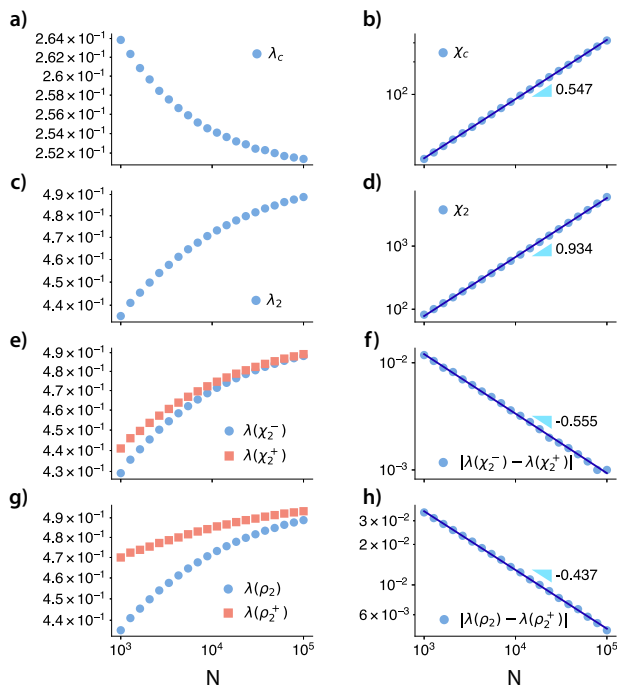 a)
2.64 × 10⁻¹
2.62 × 10⁻¹
2.6 × 10⁻¹
2.58 × 10⁻¹
2.56 × 10⁻¹
2.54 × 10⁻¹
2.52 × 10⁻¹
λ_c
b)
10²
χ_c
0.547
c)
4.9 × 10⁻¹
4.8 × 10⁻¹
4.7 × 10⁻¹
4.6 × 10⁻¹
4.5 × 10⁻¹
4.4 × 10⁻¹
λ₂
d)
10³
10²
χ₂
0.934
e)
4.9 × 10⁻¹
4.8 × 10⁻¹
4.7 × 10⁻¹
4.6 × 10⁻¹
4.5 × 10⁻¹
4.4 × 10⁻¹
4.3 × 10⁻¹
λ(χ₂⁻)
λ(χ₂⁺)
f)
10⁻²
10⁻³
-0.555
|λ(χ₂⁻) − λ(χ₂⁺)|
g)
4.9 × 10⁻¹
4.8 × 10⁻¹
4.7 × 10⁻¹
4.6 × 10⁻¹
4.5 × 10⁻¹
4.4 × 10⁻¹
λ(ρ₂)
λ(ρ₂⁺)
10³
10⁴
10⁵
N
h)
3 × 10⁻²
2 × 10⁻²
10⁻²
6 × 10⁻³
-0.437
|λ(ρ₂) − λ(ρ₂⁺)|
10³
10⁴
10⁵
N